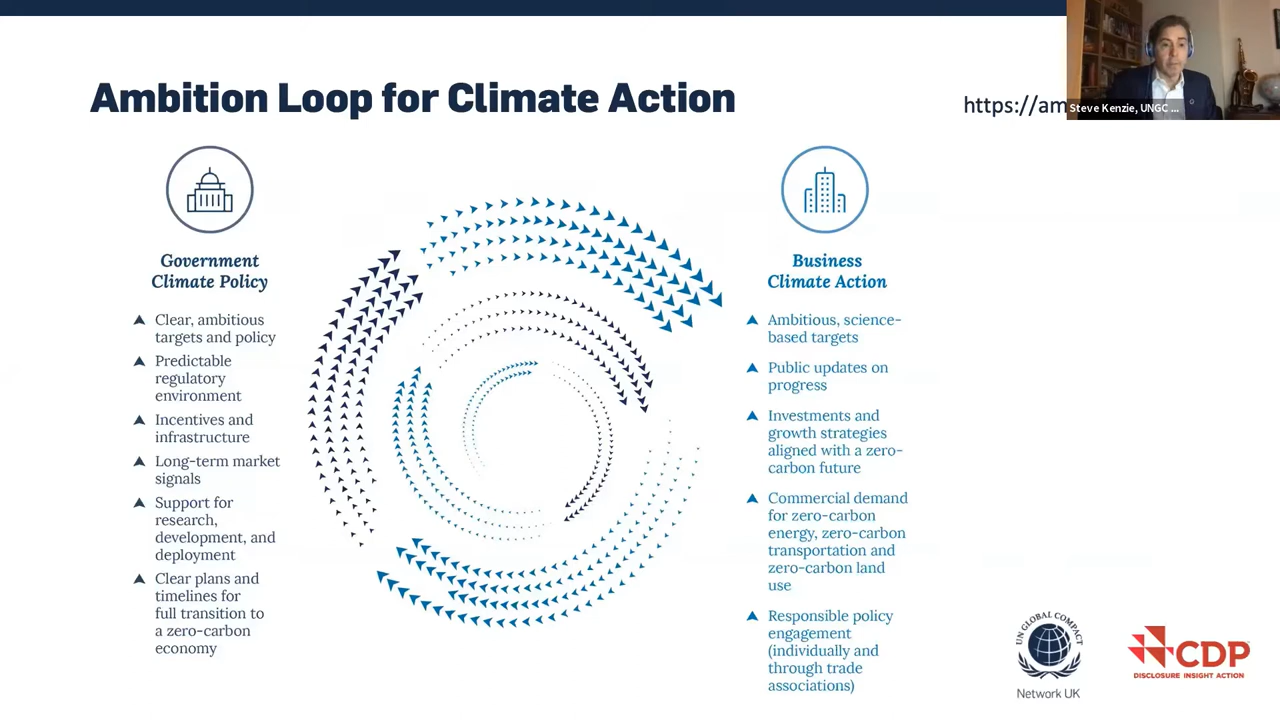 Ambition Loop for Climate Action
https://am
Steve Kenzie, UNGC ...
Government
Climate Policy
Clear, ambitious
targets and policy
Predictable
regulatory
environment
Incentives and
infrastructure
Long-term market
signals
Support for
research,
development, and
deployment
Clear plans and
timelines for
full transition to
a zero-carbon
economy
Business
Climate Action
Ambitious, science-
based targets
Public updates on
progress
Investments and
growth strategies
aligned with a zero-
carbon future
Commercial demand
for zero-carbon
energy, zero-carbon
transportation and
zero-carbon land
use
Responsible policy
engagement
(individually and
through trade
associations)
UN GLOBAL COMPACT
Network UK
CDP
DISCLOSURE INSIGHT ACTION